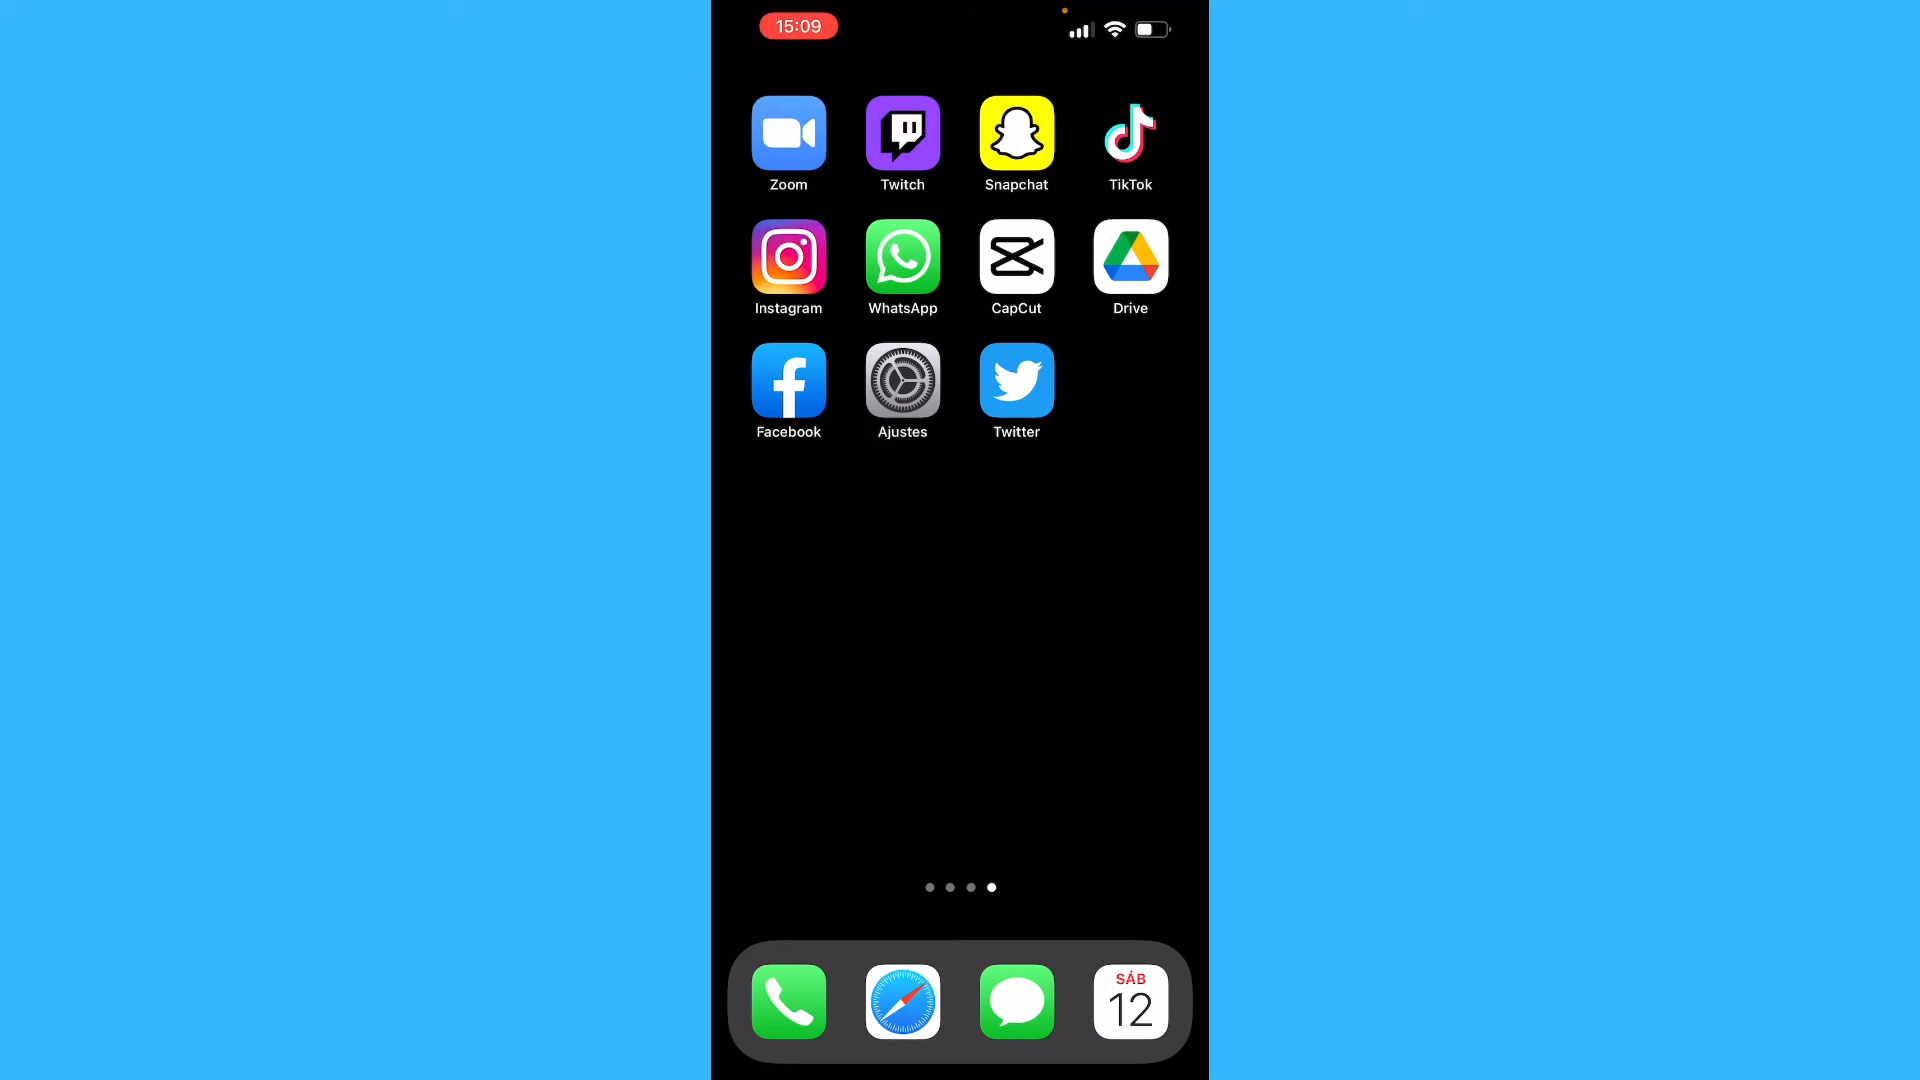 15:09
Zoom
Twitch
Snapchat
TikTok
Instagram
WhatsApp
CapCut
Drive
Facebook
Ajustes
Twitter
SÁB
12